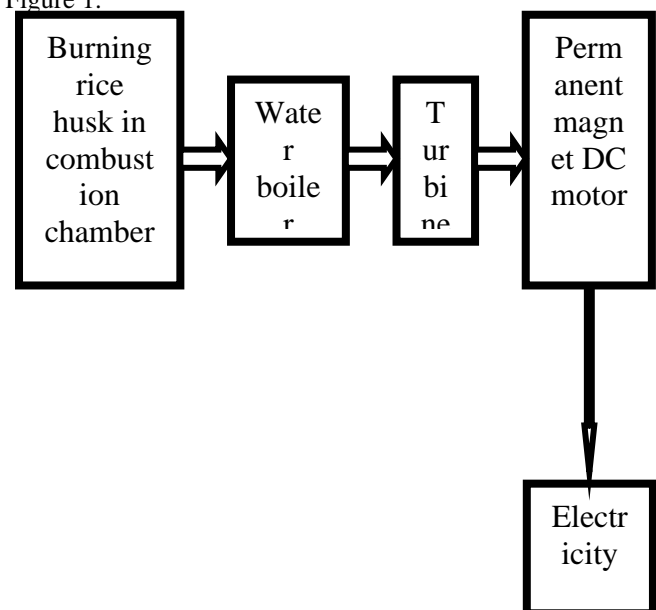 Figure 1.
Burning
rice
husk in
combust
ion
chamber
Wate
r
boile
r
T
ur
bi
ne
Perm
anent
magn
et DC
motor
Electr
icity